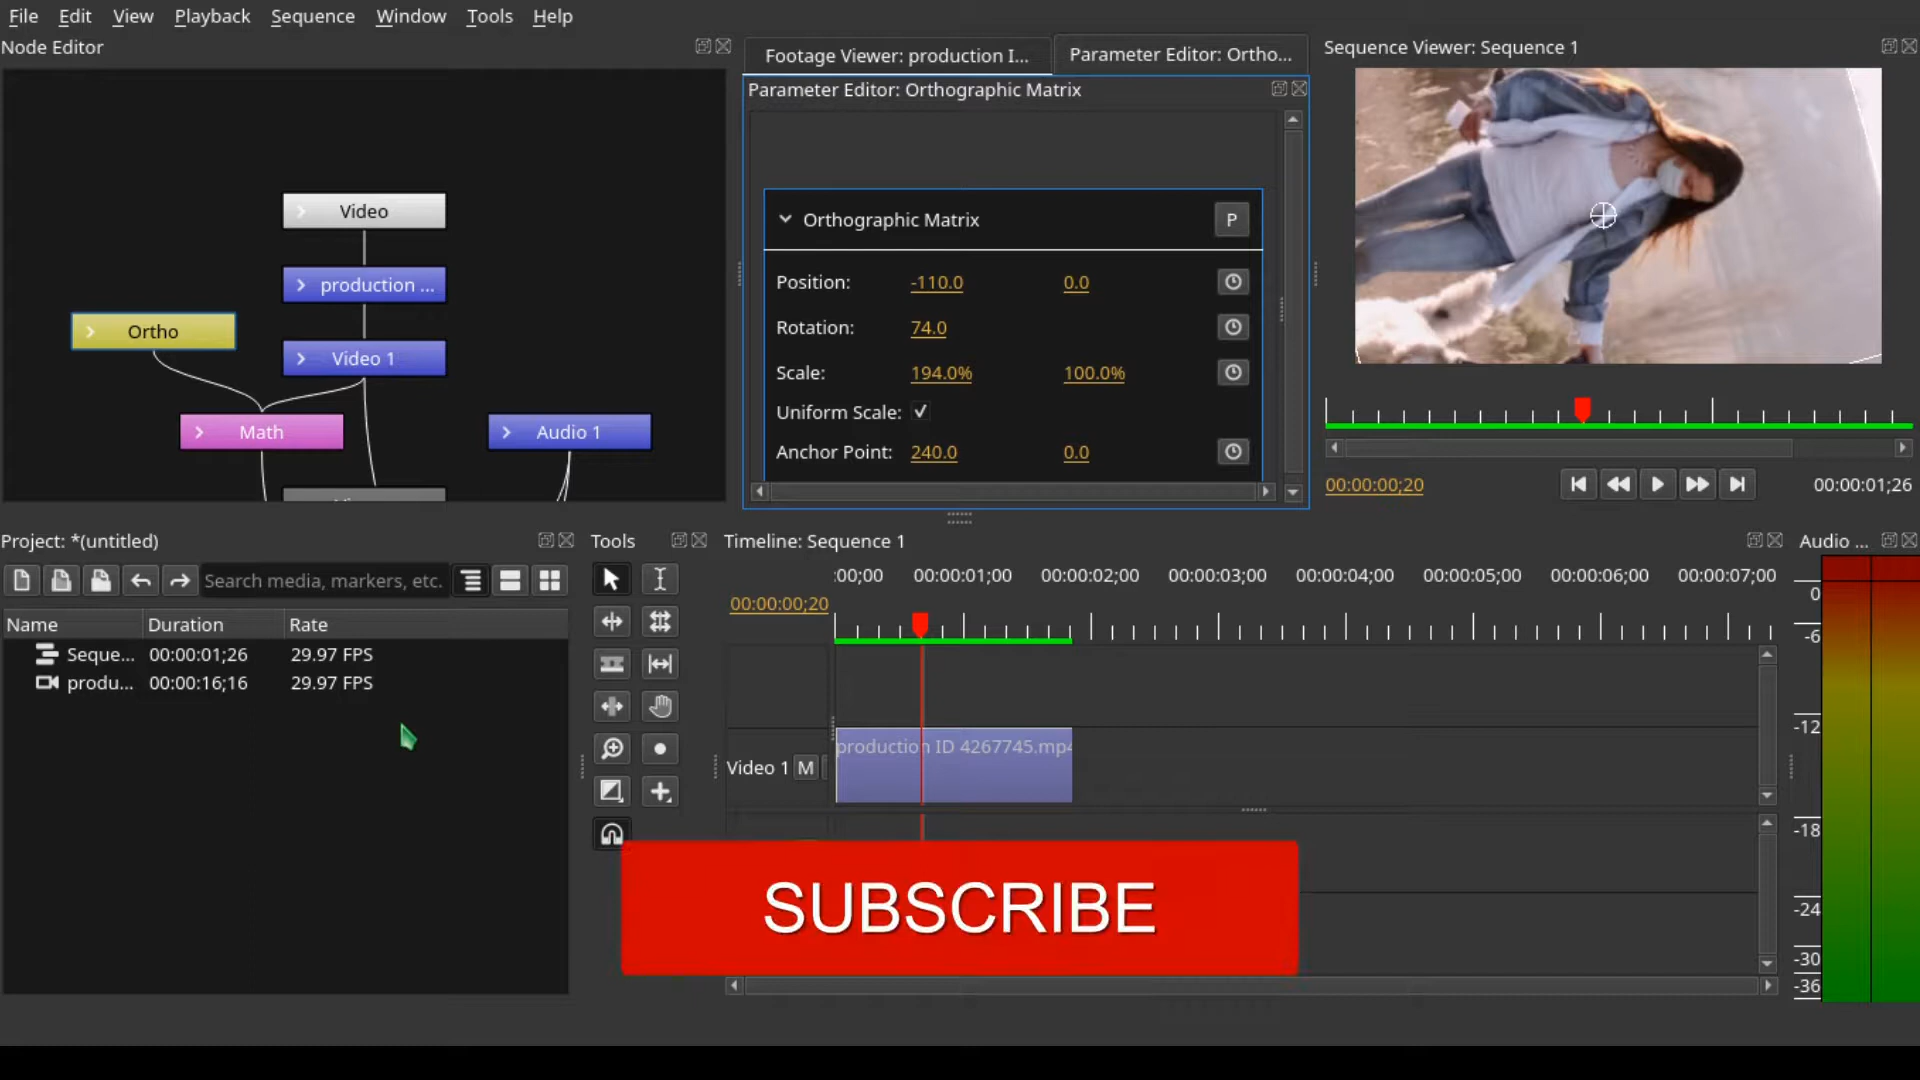 File Edit View Playback Sequence Window Tools Help
Node Editor
Video
production ...
Ortho
Video 1
Math
Audio 1
Footage Viewer: production I...
Parameter Editor: Ortho...
Parameter Editor: Orthographic Matrix
Orthographic Matrix P
Position: -110.0 0.0
Rotation: 74.0
Scale: 194.0% 100.0%
Uniform Scale: ✓
Anchor Point: 240.0 0.0
Sequence Viewer: Sequence 1
00:00:00;20
00:00:01;26
Project: *(untitled)
Search media, markers, etc.
Name Duration Rate
Seque... 00:00:01;26 29.97 FPS
produ... 00:00:16;16 29.97 FPS
Tools
Timeline: Sequence 1
:00;00 00:00:01;00 00:00:02;00 00:00:03;00 00:00:04;00 00:00:05;00 00:00:06;00 00:00:07;00
00:00:00;20
production ID 4267745.mp4
Video 1 M
Audio ...
0
-6
-12
-18
-24
-30
-36
SUBSCRIBE